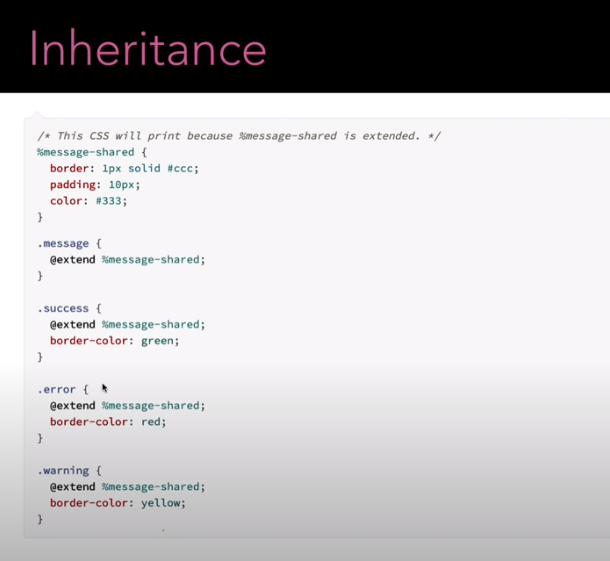 Inheritance
/* This CSS will print because %message-shared is extended. */
%message-shared {
border: 1px solid #ccc;
padding: 10px;
color: #333;
}
.message {
@extend %message-shared;
}
.success {
@extend %message-shared;
border-color: green;
}
.error {
@extend %message-shared;
border-color: red;
}
.warning {
@extend %message-shared;
border-color: yellow;
}